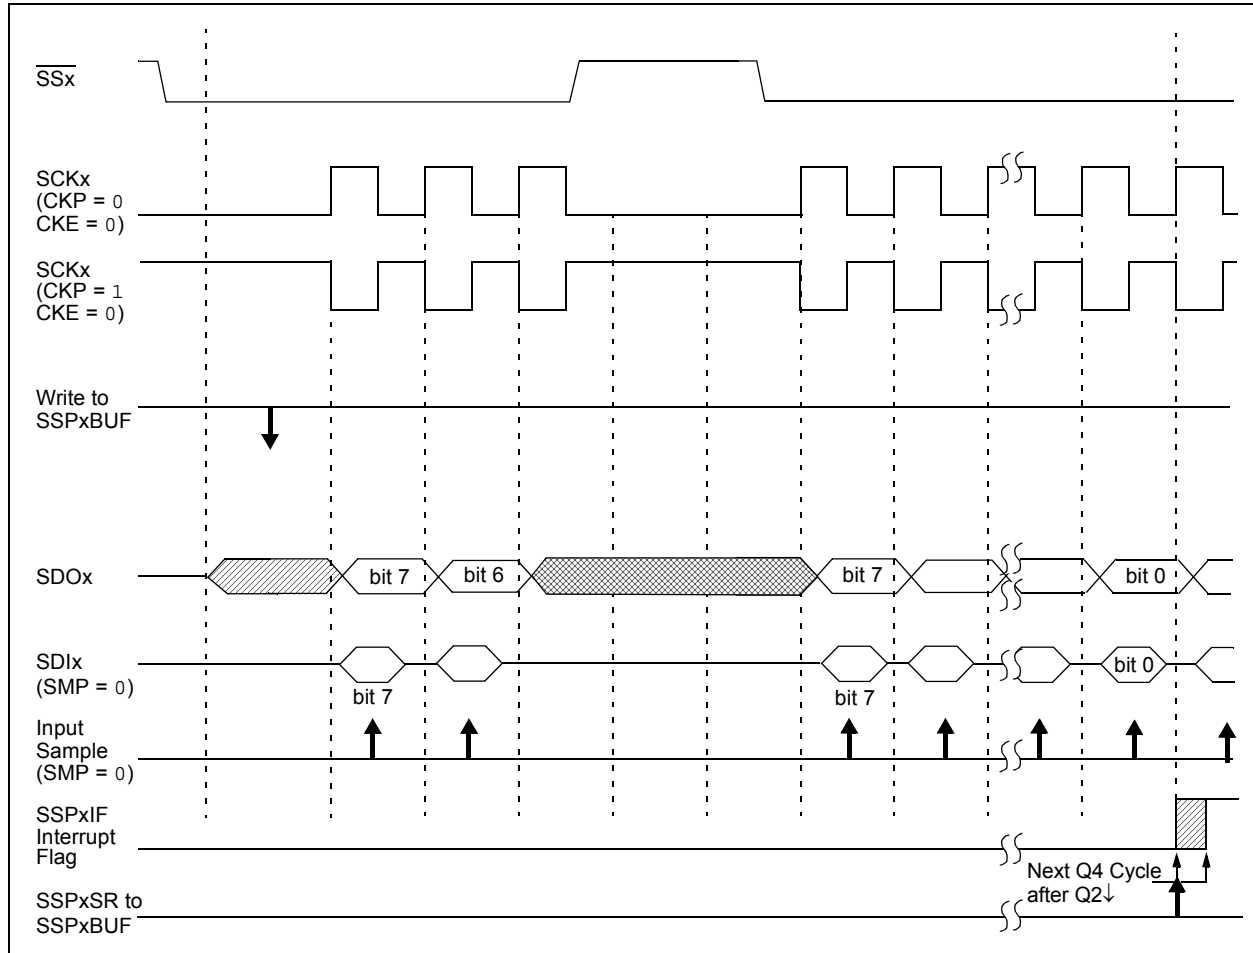 SSx
SCKx
(CKP = 0
CKE = 0)
SCKx
(CKP = 1
CKE = 0)
Write to
SSPxBUF
SDOx
bit 7
bit 6
bit 7
bit 0
SDIx
(SMP = 0)
bit 7
bit 7
bit 0
Input
Sample
(SMP = 0)
SSPxIF
Interrupt
Flag
Next Q4 Cycle
after Q2↓
SSPxSR to
SSPxBUF